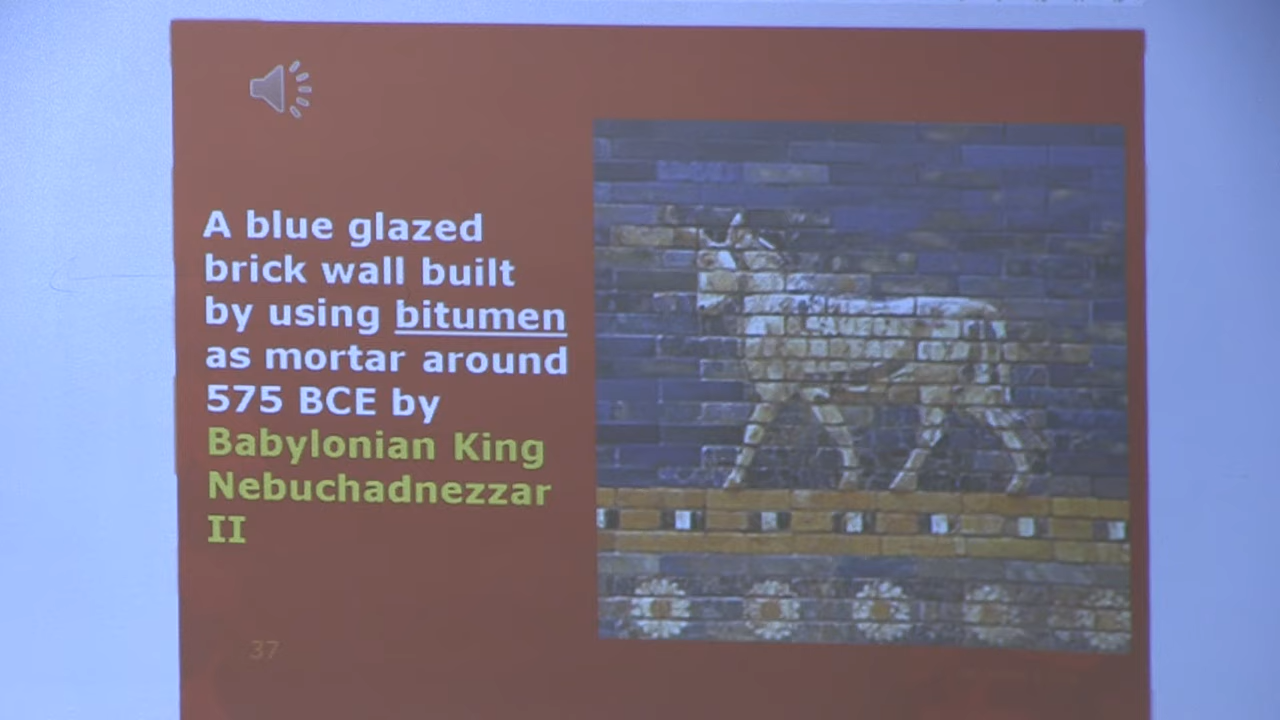 A blue glazed
brick wall built
by using bitumen
as mortar around
575 BCE by
Babylonian King
Nebuchadnezzar
II
37